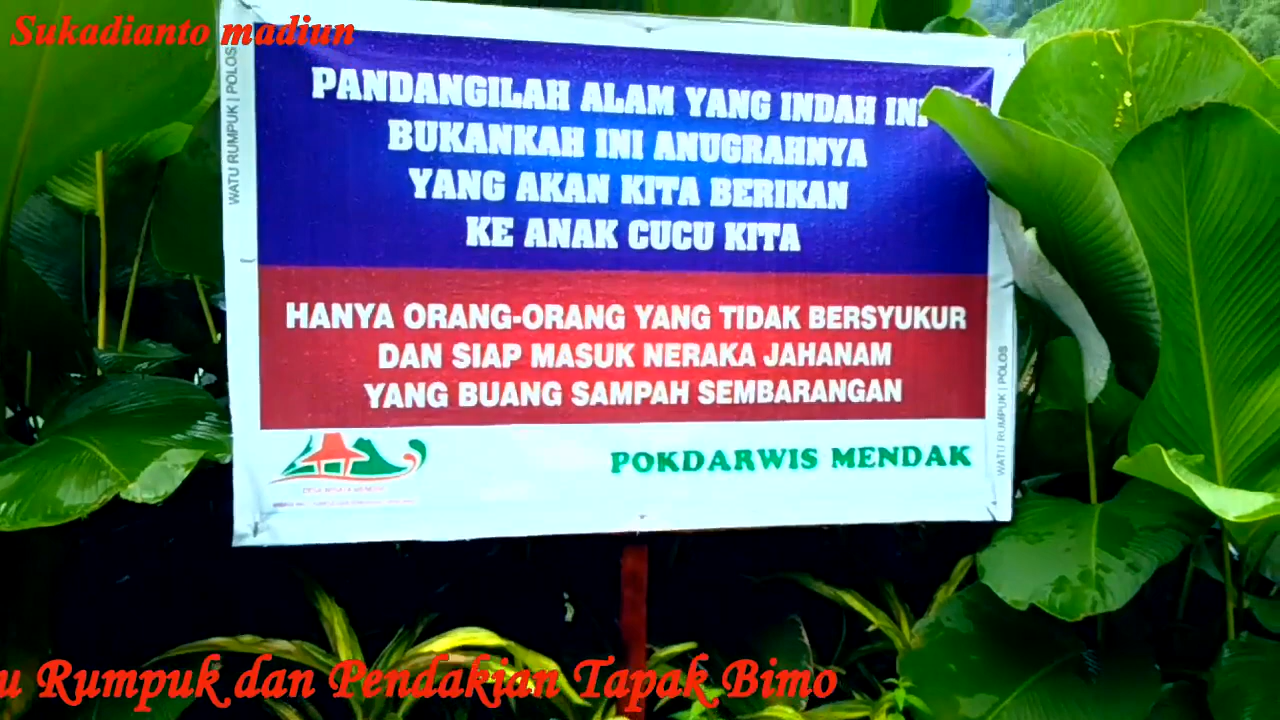 Sukadianto madiun
WATU RUMPUK | POLOS
PANDANGILAH ALAM YANG INDAH INI
BUKANKAH INI ANUGRAHNYA
YANG AKAN KITA BERIKAN
KE ANAK CUCU KITA
HANYA ORANG-ORANG YANG TIDAK BERSYUKUR
DAN SIAP MASUK NERAKA JAHANAM
YANG BUANG SAMPAH SEMBARANGAN
POKDARWIS MENDAK
WATU RUMPUK | POLOS
u Rumpuk dan Pendakian Tapak Bimo